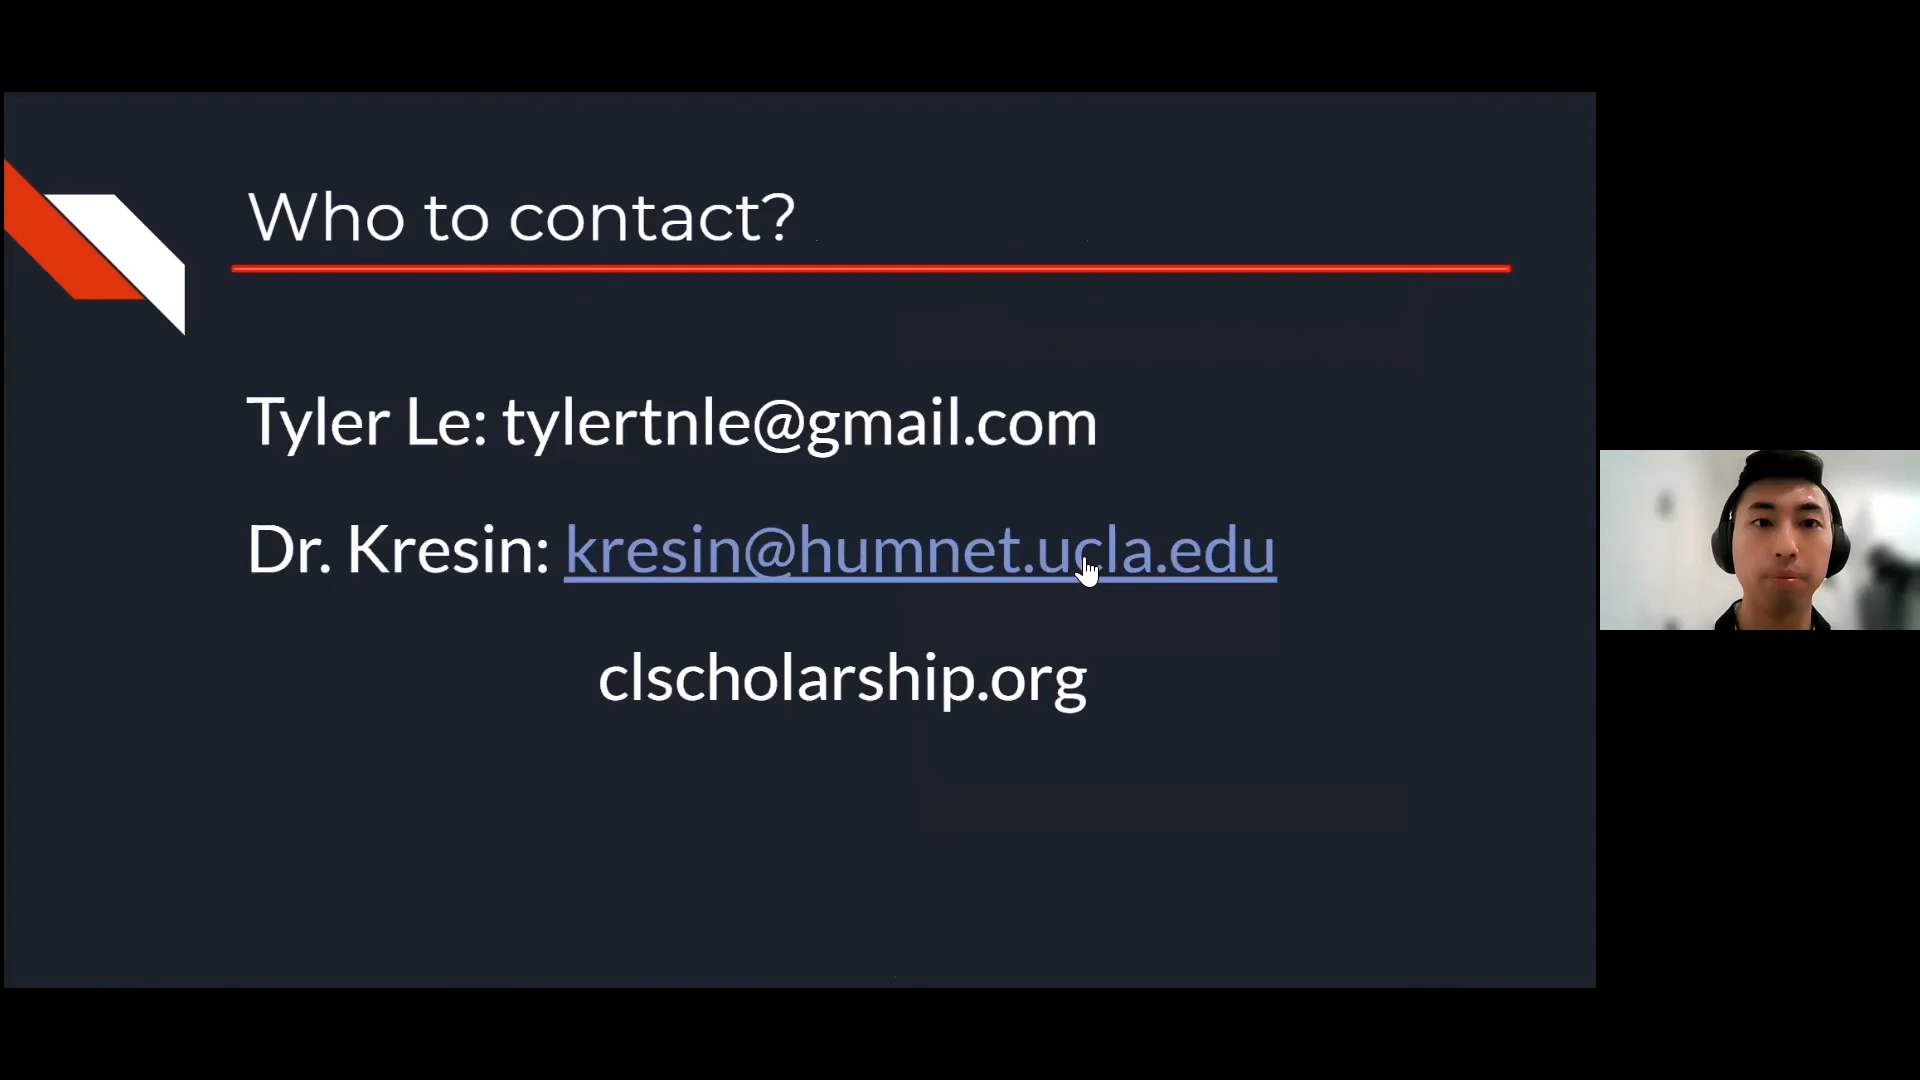 Who to contact?
Tyler Le: tylertnle@gmail.com
Dr. Kresin: kresin@humnet.ucla.edu
clscholarship.org